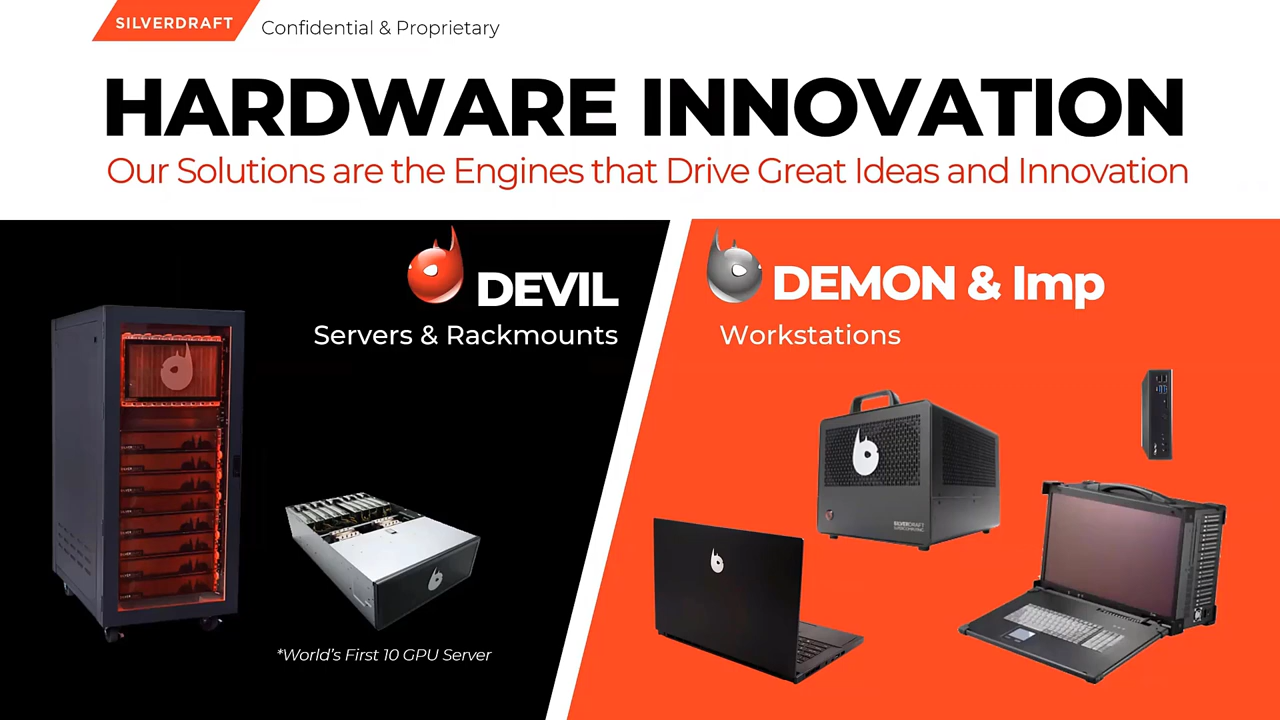 SILVERDRAFT
Confidential & Proprietary
HARDWARE INNOVATION
Our Solutions are the Engines that Drive Great Ideas and Innovation
DEVIL
Servers & Rackmounts
*World's First 10 GPU Server
DEMON & Imp
Workstations
SILVERDRAFT